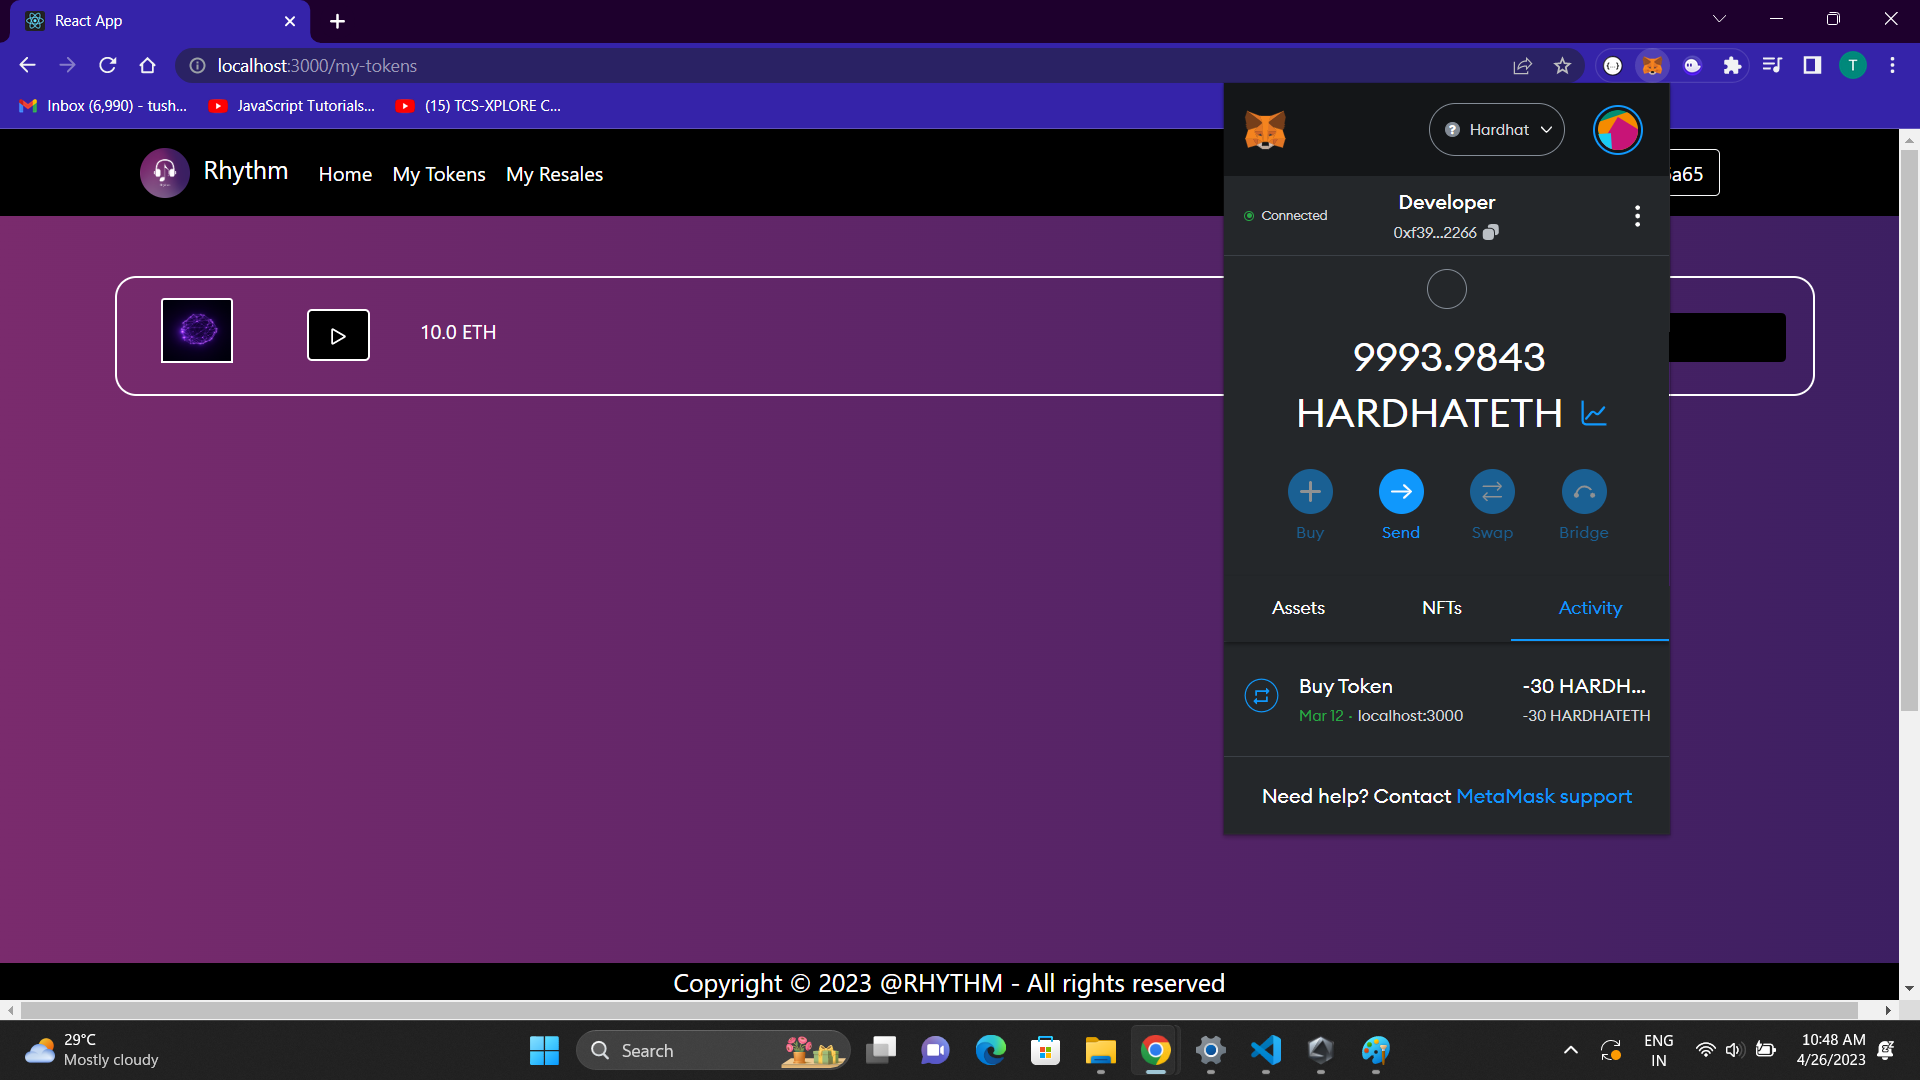 React App
localhost:3000/my-tokens
T
Inbox (6,990) - tush...
JavaScript Tutorials...
(15) TCS-XPLORE C...
Rhythm
Home
My Tokens
My Resales
a65
Hardhat
Connected
Developer
0xf39...2266
10.0 ETH
9993.9843
HARDHATETH
Buy
Send
Swap
Bridge
Assets
NFTs
Activity
Buy Token
-30 HARDH...
Mar 12 · localhost:3000
-30 HARDHATETH
Need help? Contact MetaMask support
Copyright © 2023 @RHYTHM - All rights reserved
29°C
Mostly cloudy
Search
ENG
IN
10:48 AM
4/26/2023